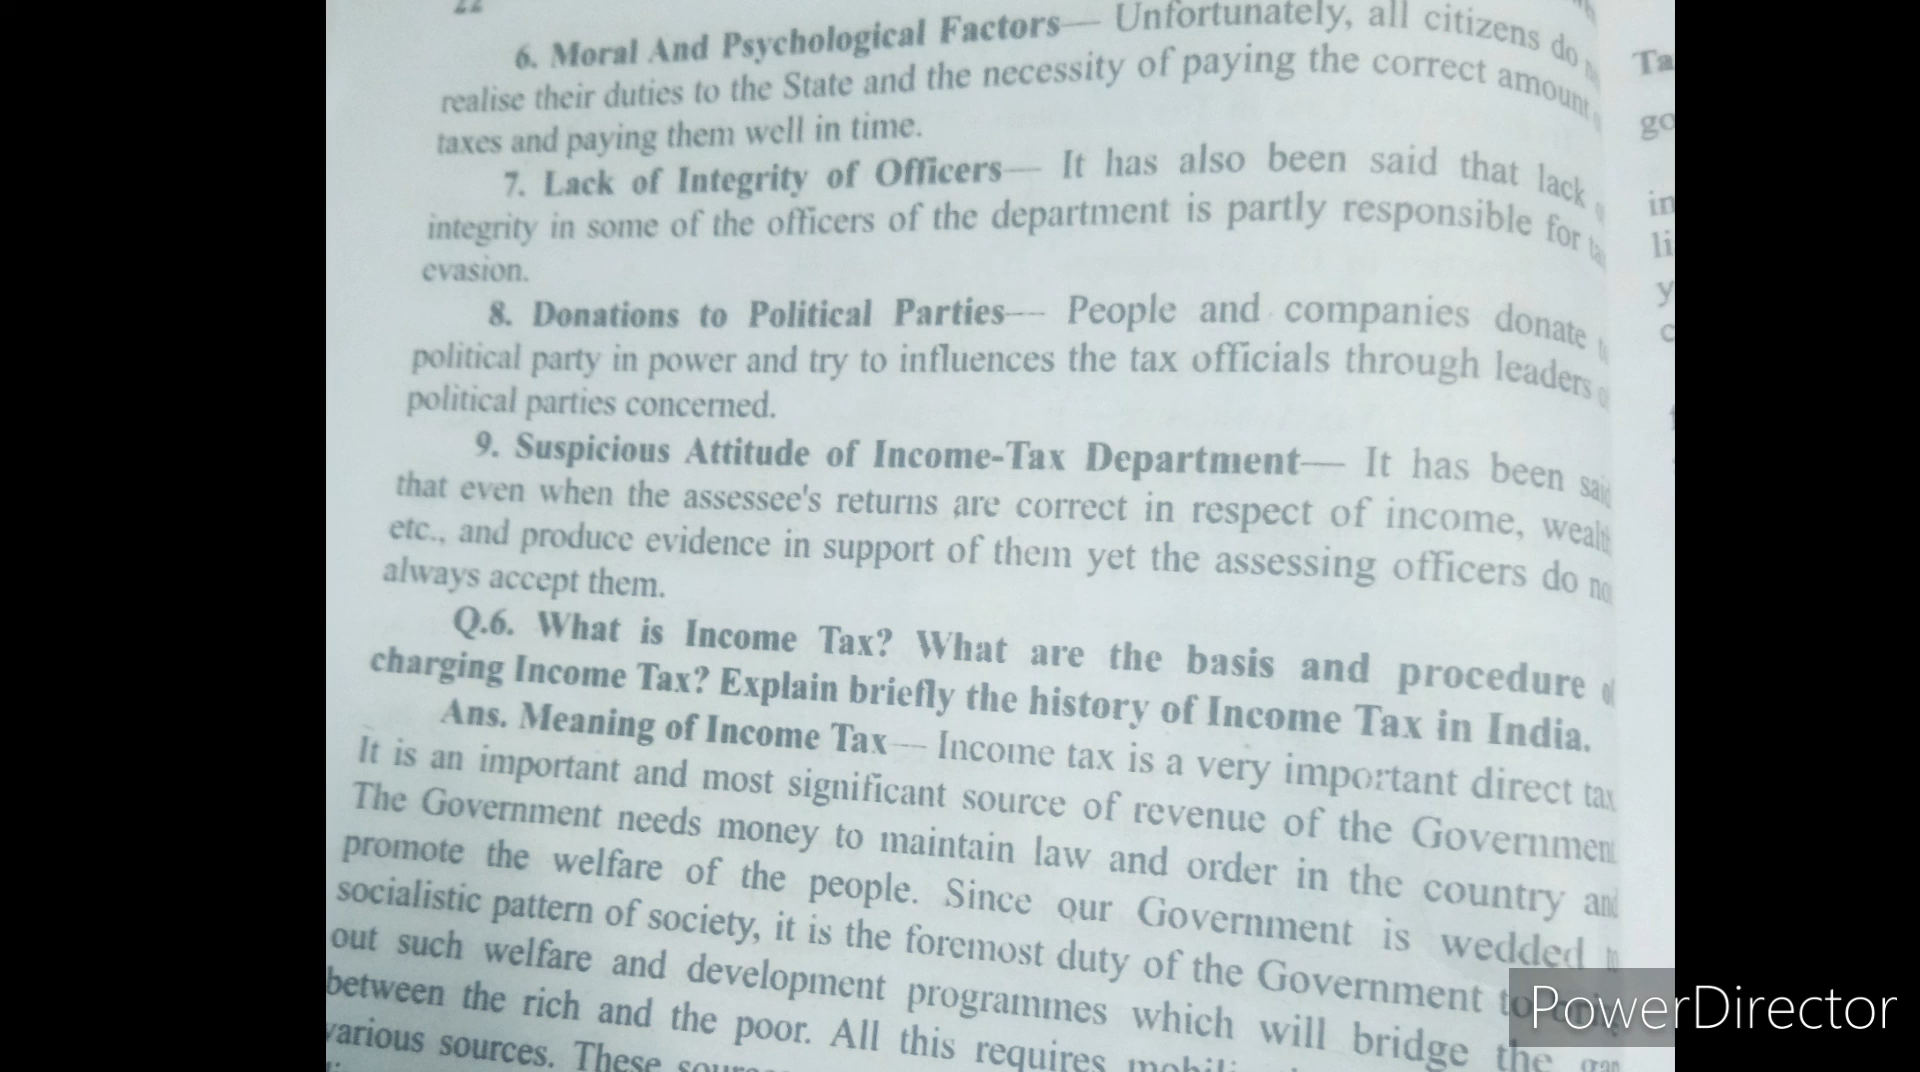 22
6. Moral And Psychological Factors— Unfortunately, all citizens do
realise their duties to the State and the necessity of paying the correct amount
taxes and paying them well in time.
7. Lack of Integrity of Officers— It has also been said that lack
integrity in some of the officers of the department is partly responsible for
evasion.
8. Donations to Political Parties— People and companies donate
political party in power and try to influences the tax officials through leaders
political parties concerned.
9. Suspicious Attitude of Income-Tax Department— It has been said
that even when the assessee's returns are correct in respect of income, wealth
etc., and produce evidence in support of them yet the assessing officers do
always accept them.
Q.6. What is Income Tax? What are the basis and procedure of
charging Income Tax? Explain briefly the history of Income Tax in India.
Ans. Meaning of Income Tax— Income tax is a very important direct tax
It is an important and most significant source of revenue of the Government
The Government needs money to maintain law and order in the country and
promote the welfare of the people. Since our Government is wedded
socialistic pattern of society, it is the foremost duty of the Government to
out such welfare and development programmes which will bridge the
between the rich and the poor. All this requires
various sources. These
Ta
go
in
li
y
c
PowerDirector